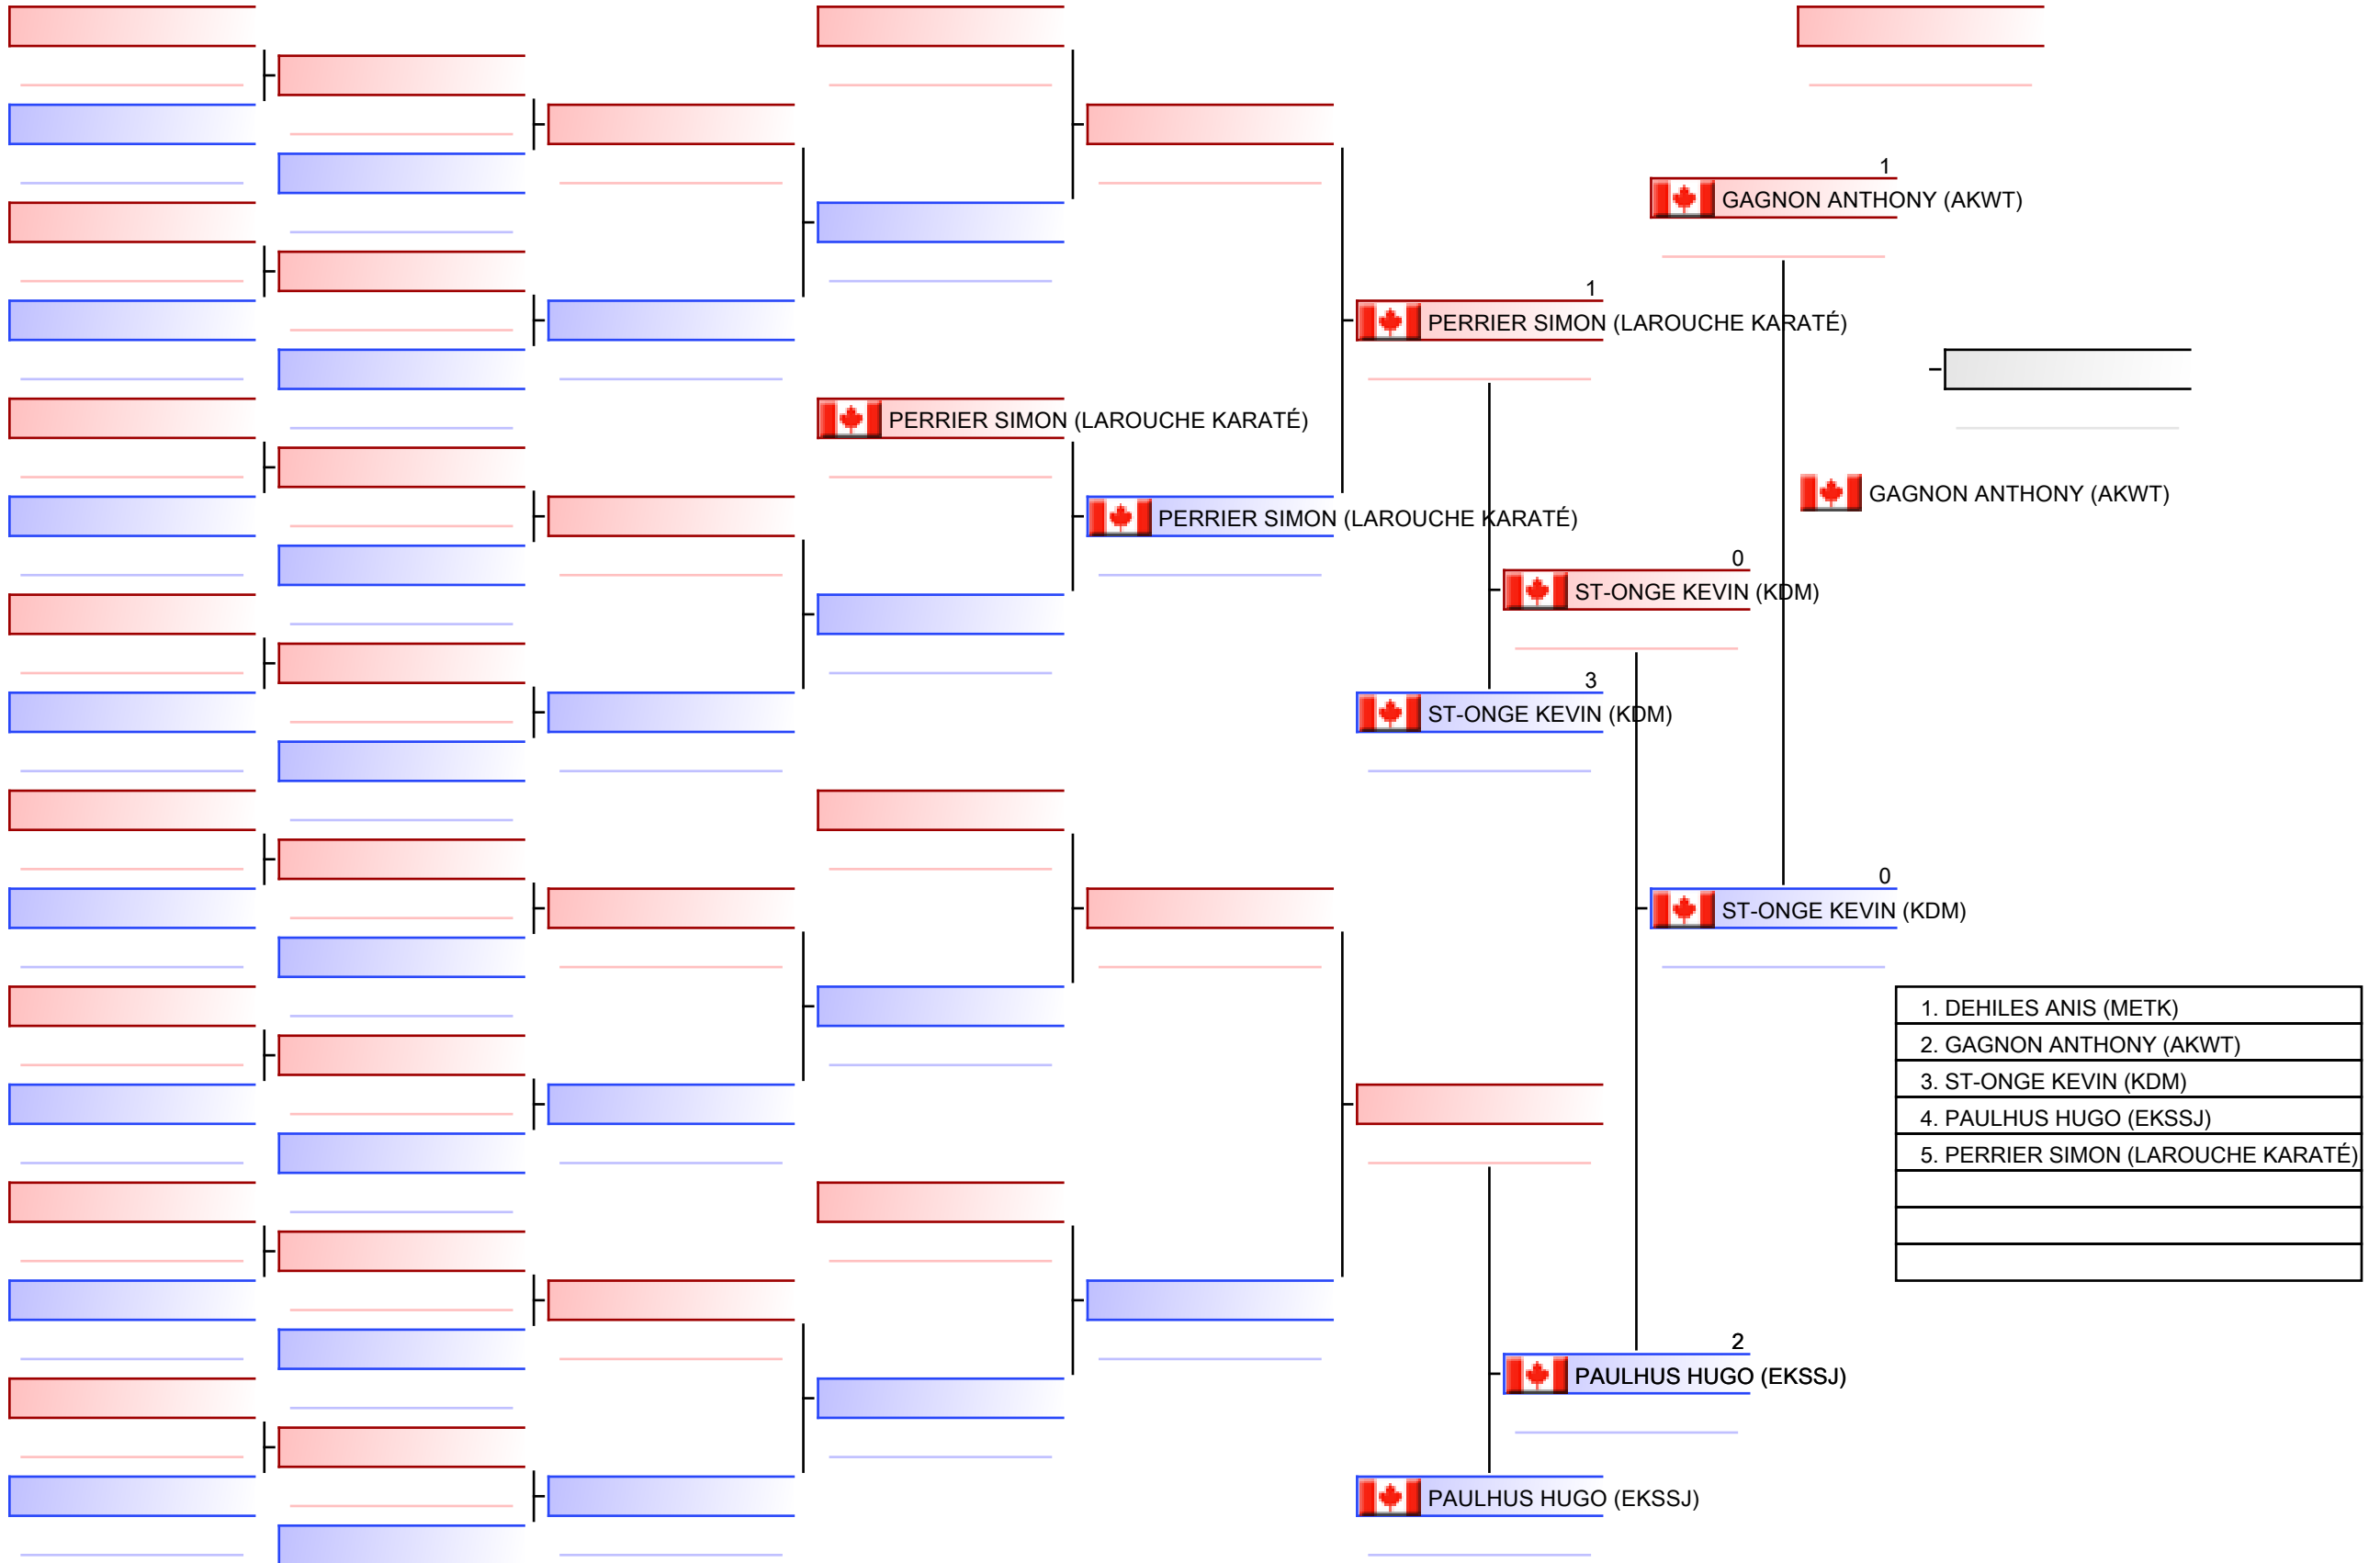 1
GAGNON ANTHONY (AKWT)
1
PERRIER SIMON (LAROUCHE KARATÉ)
PERRIER SIMON (LAROUCHE KARATÉ)
GAGNON ANTHONY (AKWT)
PERRIER SIMON (LAROUCHE KARATÉ)
0
ST-ONGE KEVIN (KDM)
3
ST-ONGE KEVIN (KDM)
0
ST-ONGE KEVIN (KDM)
1. DEHILES ANIS (METK)
2. GAGNON ANTHONY (AKWT)
3. ST-ONGE KEVIN (KDM)
4. PAULHUS HUGO (EKSSJ)
5. PERRIER SIMON (LAROUCHE KARATÉ)
2
PAULHUS HUGO (EKSSJ)
PAULHUS HUGO (EKSSJ)